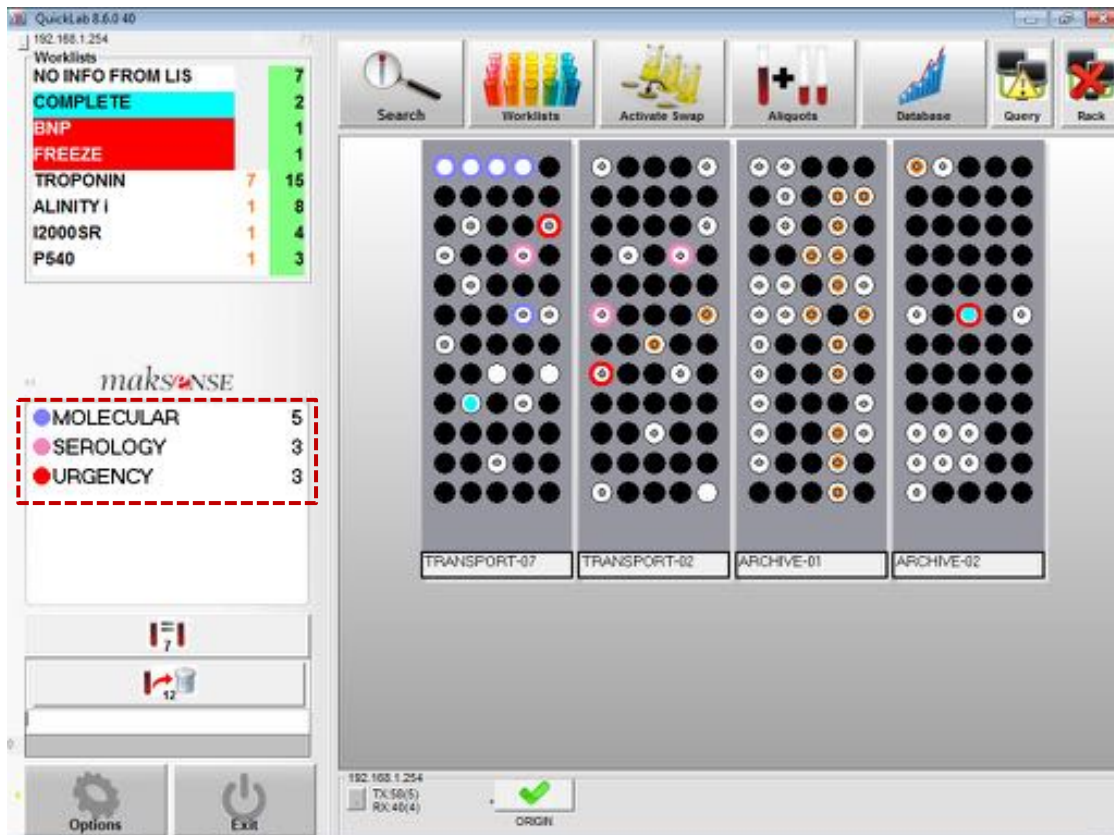 QuickLab 8.6.0 40
192.168.1.254
Worklists
NO INFO FROM LIS 7
COMPLETE 2
BNP 1
FREEZE 1
TROPONIN 7 15
ALINITY i 1 8
I2000SR 1 4
P540 1 3
maksense
MOLECULAR 5
SEROLOGY 3
URGENCY 3
7
12
Options
Exit
Search
Worklists
Activate Swap
Aliquots
Database
Query
Rack
TRANSPORT-07
TRANSPORT-02
ARCHIVE-01
ARCHIVE-02
192.168.1.254
TX:58(5)
RX:40(4)
ORIGIN